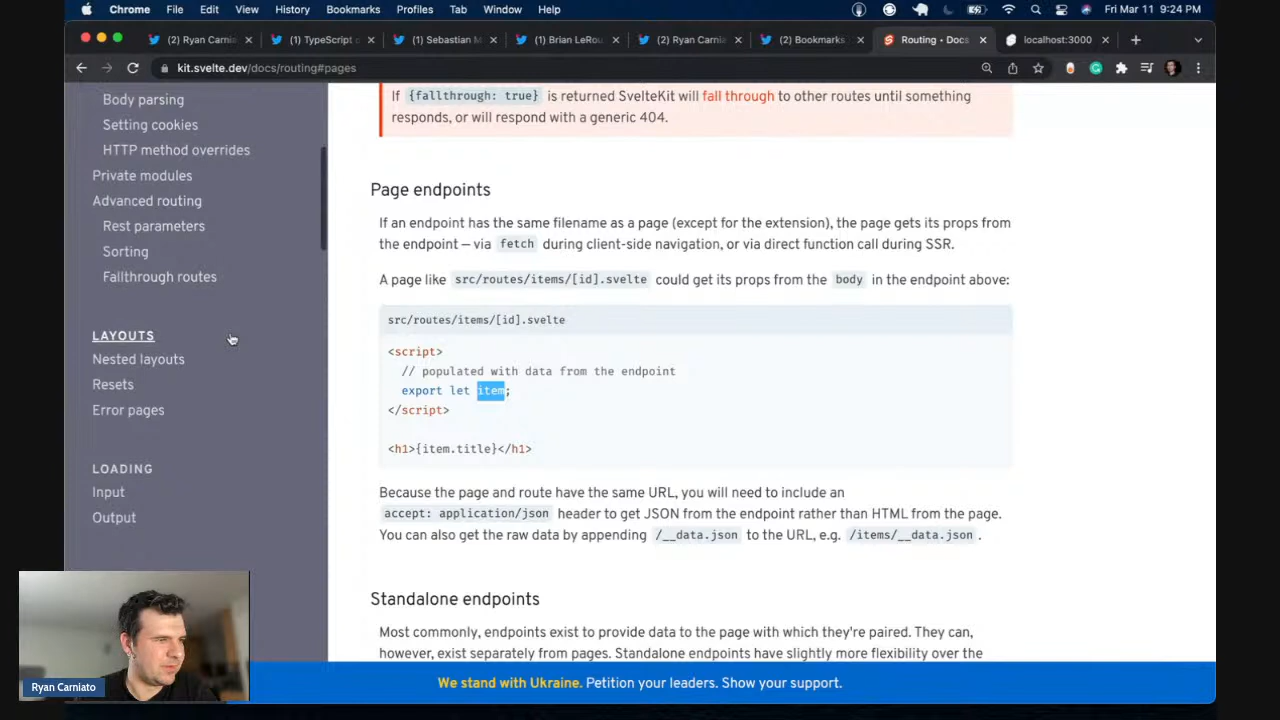 Chrome File Edit View History Bookmarks Profiles Tab Window Help Fri Mar 11 9:24 PM
(2) Ryan Carnia (1) TypeScript c (1) Sebastian M (1) Brian LeRou (2) Ryan Carnia (2) Bookmarks Routing • Docs localhost:3000
kit.svelte.dev/docs/routing#pages
Body parsing
Setting cookies
HTTP method overrides
Private modules
Advanced routing
Rest parameters
Sorting
Fallthrough routes
LAYOUTS
Nested layouts
Resets
Error pages
LOADING
Input
Output
If {fallthrough: true} is returned SvelteKit will fall through to other routes until something
responds, or will respond with a generic 404.
Page endpoints
If an endpoint has the same filename as a page (except for the extension), the page gets its props from
the endpoint — via fetch during client-side navigation, or via direct function call during SSR.
A page like src/routes/items/[id].svelte could get its props from the body in the endpoint above:
src/routes/items/[id].svelte
<script>
// populated with data from the endpoint
export let item;
</script>
<h1>{item.title}</h1>
Because the page and route have the same URL, you will need to include an
accept: application/json header to get JSON from the endpoint rather than HTML from the page.
You can also get the raw data by appending /__data.json to the URL, e.g. /items/__data.json .
Standalone endpoints
Most commonly, endpoints exist to provide data to the page with which they're paired. They can,
however, exist separately from pages. Standalone endpoints have slightly more flexibility over the
We stand with Ukraine. Petition your leaders. Show your support.
Ryan Carniato